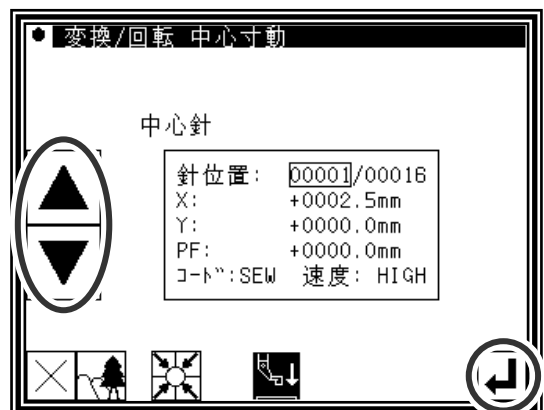 変換/回転 中心寸動
中心針
針位置: 00001/00016
X: +0002.5mm
Y: +0000.0mm
PF: +0000.0mm
コード:SEW 速度: HIGH